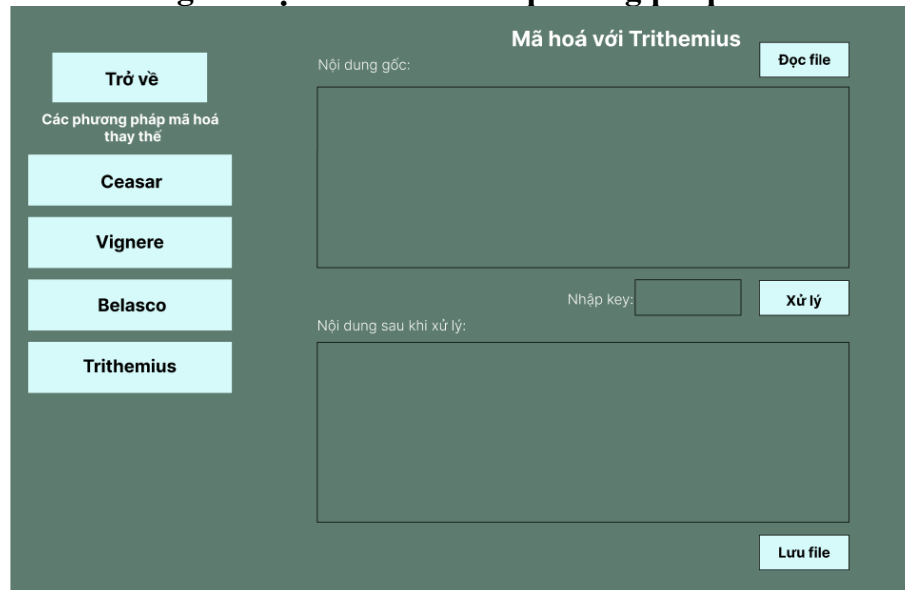 Mã hoá với Trithemius
Trở về
Nội dung gốc:
Đọc file
Các phương pháp mã hoá
thay thế
Ceasar
Vignere
Belasco
Trithemius
Nhập key:
Xử lý
Nội dung sau khi xử lý:
Lưu file